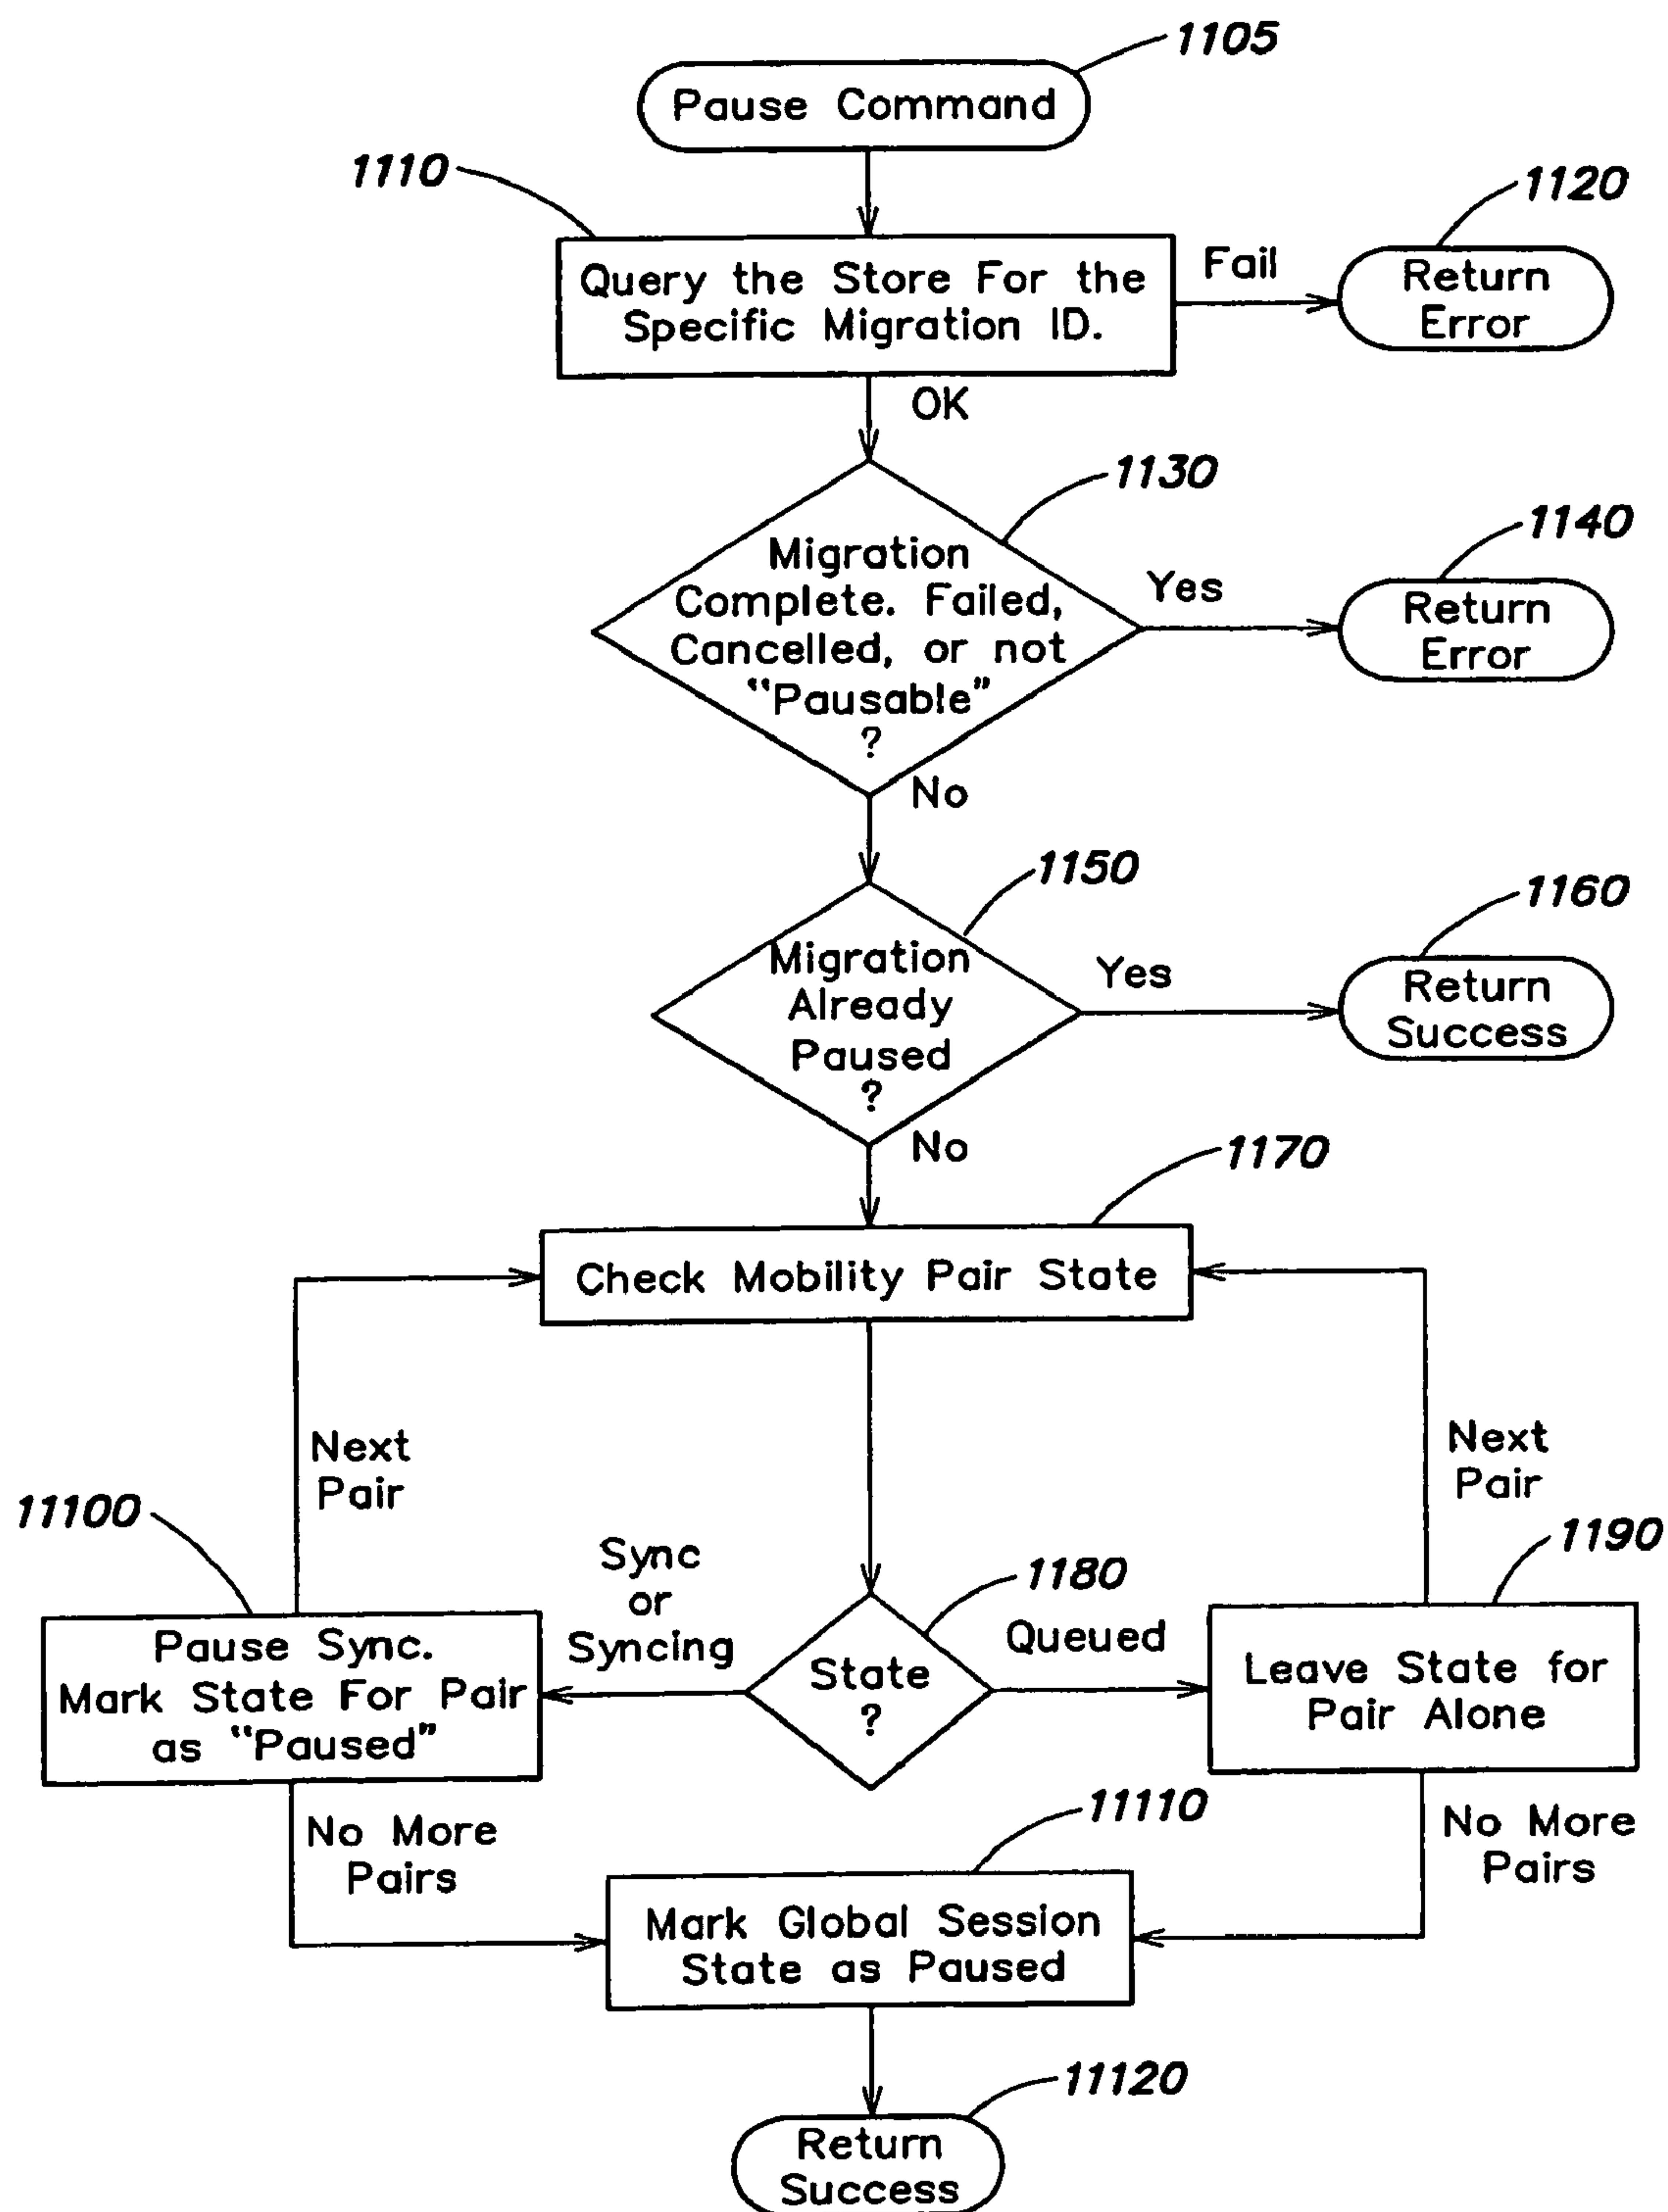 1105
Pause Command
1110
1120
Query the Store For the
Specific Migration ID.
Fail
Return
Error
OK
1130
1140
Migration
Complete. Failed,
Cancelled, or not
"Pausable"
?
Yes
Return
Error
No
1150
1160
Migration
Already
Paused
?
Yes
Return
Success
No
1170
Check Mobility Pair State
Next
Pair
Next
Pair
11100
Sync
or
Syncing
1180
Queued
1190
Pause Sync.
Mark State For Pair
as "Paused"
State
?
Leave State for
Pair Alone
No More
Pairs
11110
No More
Pairs
Mark Global Session
State as Paused
11120
Return
Success